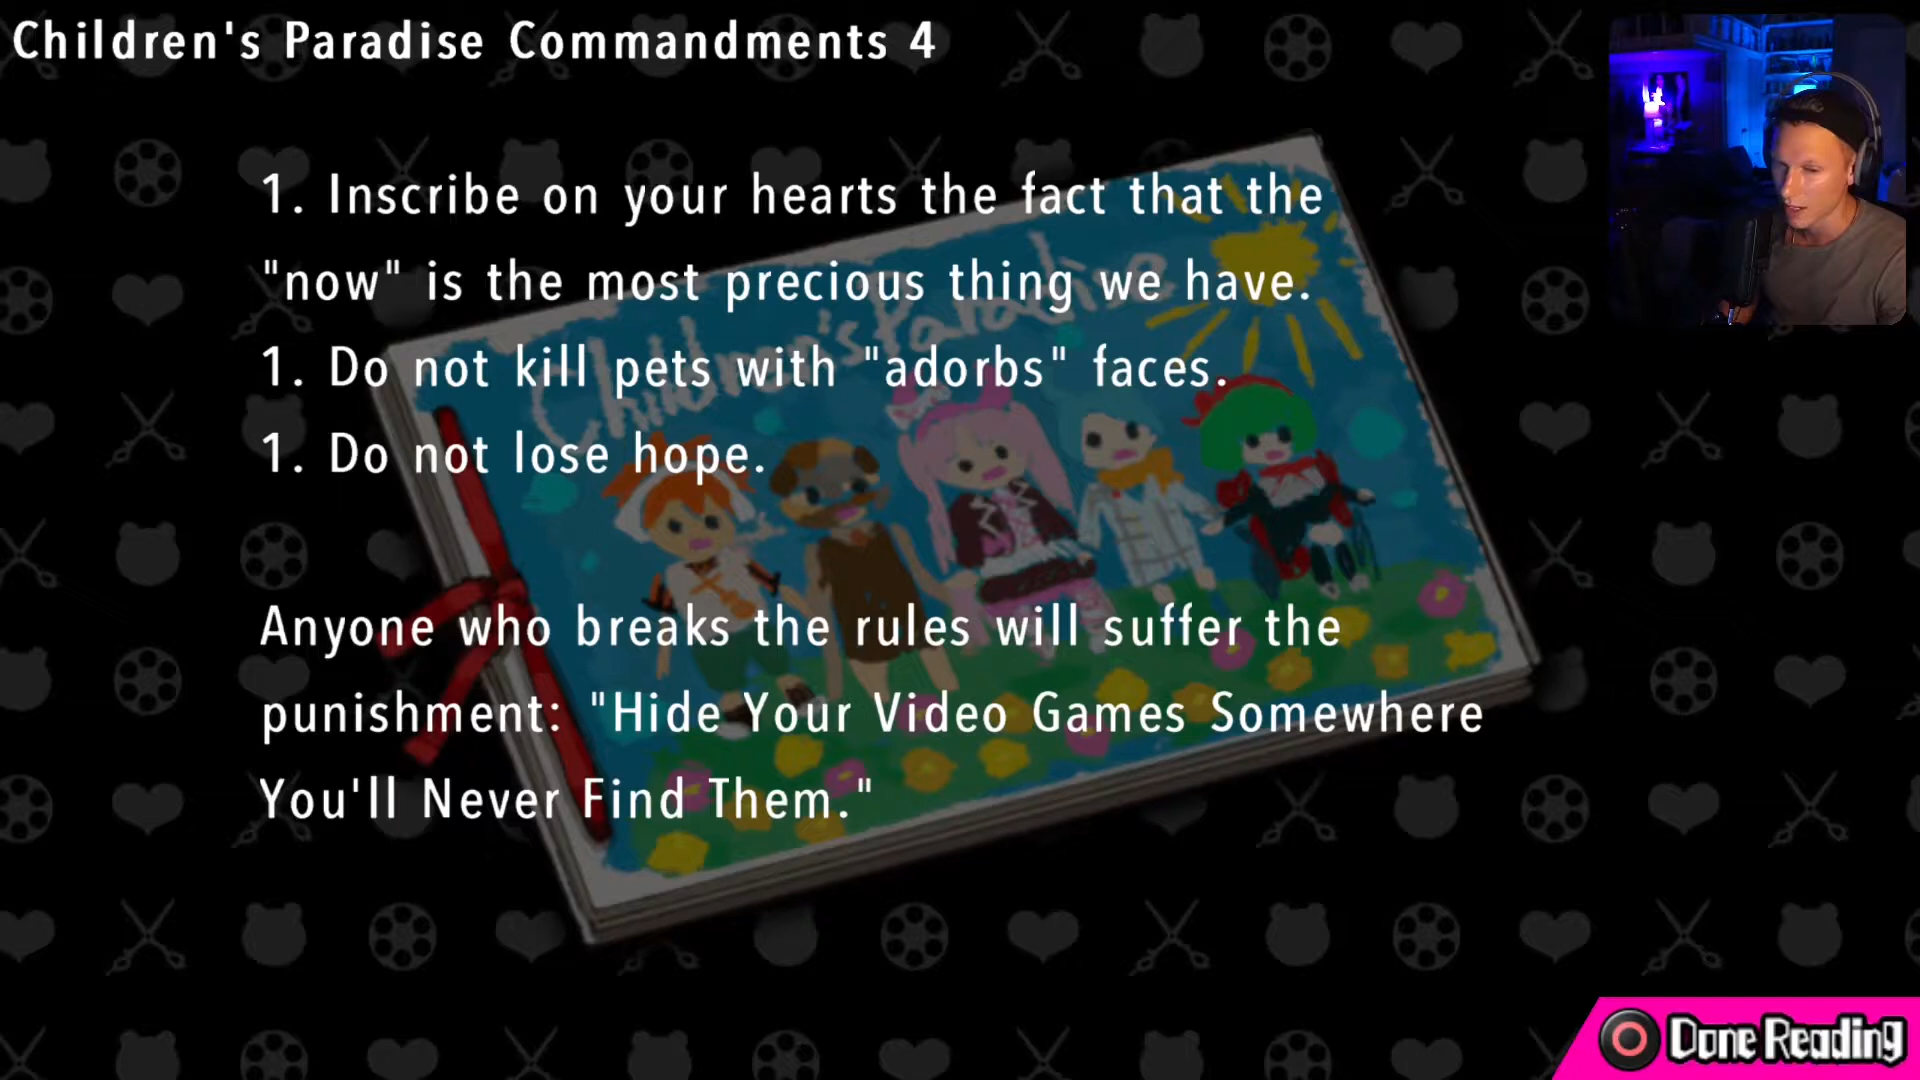 Children's Paradise Commandments 4
1. Inscribe on your hearts the fact that the
"now" is the most precious thing we have.
1. Do not kill pets with "adorbs" faces.
1. Do not lose hope.
Anyone who breaks the rules will suffer the
punishment: "Hide Your Video Games Somewhere
You'll Never Find Them."
Children's Paradise
Done Reading